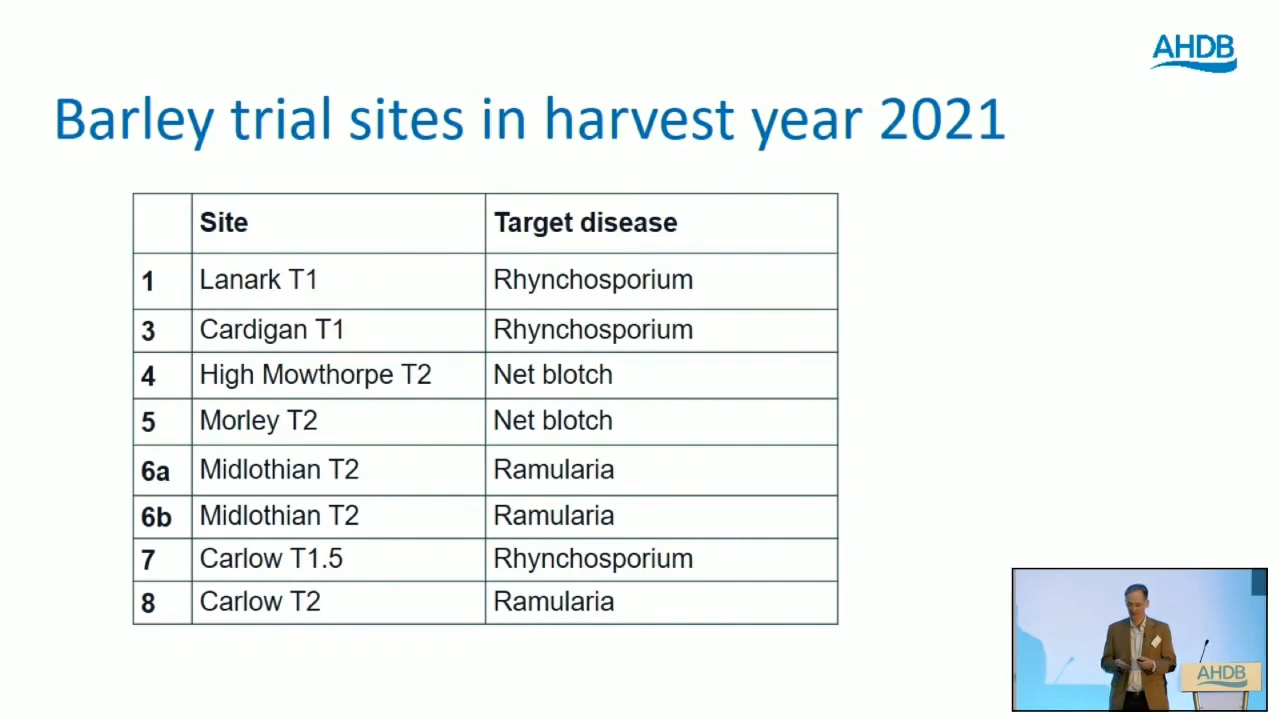 AHDB
Barley trial sites in harvest year 2021
Site Target disease
1 Lanark T1 Rhynchosporium
3 Cardigan T1 Rhynchosporium
4 High Mowthorpe T2 Net blotch
5 Morley T2 Net blotch
6a Midlothian T2 Ramularia
6b Midlothian T2 Ramularia
7 Carlow T1.5 Rhynchosporium
8 Carlow T2 Ramularia
AHDB